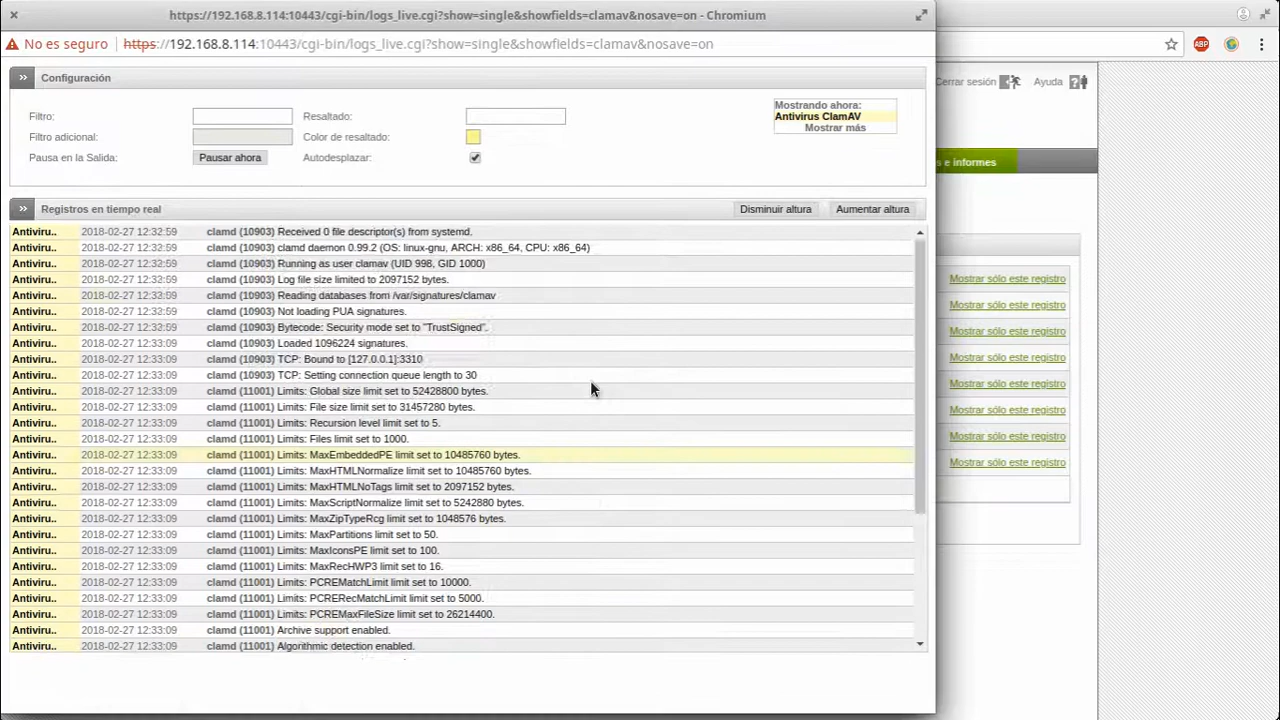 https://192.168.8.114:10443/cgi-bin/logs_live.cgi?show=single&showfields=clamav&nosave=on - Chromium
No es seguro https://192.168.8.114:10443/cgi-bin/logs_live.cgi?show=single&showfields=clamav&nosave=on
ABP
Cerrar sesión
Ayuda
s e informes
Configuración
Filtro:
Resaltado:
Filtro adicional:
Color de resaltado:
Pausa en la Salida:
Pausar ahora
Autodesplazar:
Mostrando ahora:
Antivirus ClamAV
Mostrar más
Registros en tiempo real
Disminuir altura
Aumentar altura
Antiviru.. 2018-02-27 12:32:59 clamd (10903) Received 0 file descriptor(s) from systemd.
Antiviru.. 2018-02-27 12:32:59 clamd (10903) clamd daemon 0.99.2 (OS: linux-gnu, ARCH: x86_64, CPU: x86_64)
Antiviru.. 2018-02-27 12:32:59 clamd (10903) Running as user clamav (UID 998, GID 1000)
Antiviru.. 2018-02-27 12:32:59 clamd (10903) Log file size limited to 2097152 bytes.
Antiviru.. 2018-02-27 12:32:59 clamd (10903) Reading databases from /var/signatures/clamav
Antiviru.. 2018-02-27 12:32:59 clamd (10903) Not loading PUA signatures.
Antiviru.. 2018-02-27 12:32:59 clamd (10903) Bytecode: Security mode set to "TrustSigned".
Antiviru.. 2018-02-27 12:33:09 clamd (10903) Loaded 1096224 signatures.
Antiviru.. 2018-02-27 12:33:09 clamd (10903) TCP: Bound to [127.0.0.1]:3310
Antiviru.. 2018-02-27 12:33:09 clamd (10903) TCP: Setting connection queue length to 30
Antiviru.. 2018-02-27 12:33:09 clamd (11001) Limits: Global size limit set to 52428800 bytes.
Antiviru.. 2018-02-27 12:33:09 clamd (11001) Limits: File size limit set to 31457280 bytes.
Antiviru.. 2018-02-27 12:33:09 clamd (11001) Limits: Recursion level limit set to 5.
Antiviru.. 2018-02-27 12:33:09 clamd (11001) Limits: Files limit set to 1000.
Antiviru.. 2018-02-27 12:33:09 clamd (11001) Limits: MaxEmbeddedPE limit set to 10485760 bytes.
Antiviru.. 2018-02-27 12:33:09 clamd (11001) Limits: MaxHTMLNormalize limit set to 10485760 bytes.
Antiviru.. 2018-02-27 12:33:09 clamd (11001) Limits: MaxHTMLNoTags limit set to 2097152 bytes.
Antiviru.. 2018-02-27 12:33:09 clamd (11001) Limits: MaxScriptNormalize limit set to 5242880 bytes.
Antiviru.. 2018-02-27 12:33:09 clamd (11001) Limits: MaxZipTypeRcg limit set to 1048576 bytes.
Antiviru.. 2018-02-27 12:33:09 clamd (11001) Limits: MaxPartitions limit set to 50.
Antiviru.. 2018-02-27 12:33:09 clamd (11001) Limits: MaxIconsPE limit set to 100.
Antiviru.. 2018-02-27 12:33:09 clamd (11001) Limits: MaxRecHWP3 limit set to 16.
Antiviru.. 2018-02-27 12:33:09 clamd (11001) Limits: PCREMatchLimit limit set to 10000.
Antiviru.. 2018-02-27 12:33:09 clamd (11001) Limits: PCRERecMatchLimit limit set to 5000.
Antiviru.. 2018-02-27 12:33:09 clamd (11001) Limits: PCREMaxFileSize limit set to 26214400.
Antiviru.. 2018-02-27 12:33:09 clamd (11001) Archive support enabled.
Antiviru.. 2018-02-27 12:33:09 clamd (11001) Algorithmic detection enabled.
Mostrar sólo este registro
Mostrar sólo este registro
Mostrar sólo este registro
Mostrar sólo este registro
Mostrar sólo este registro
Mostrar sólo este registro
Mostrar sólo este registro
Mostrar sólo este registro